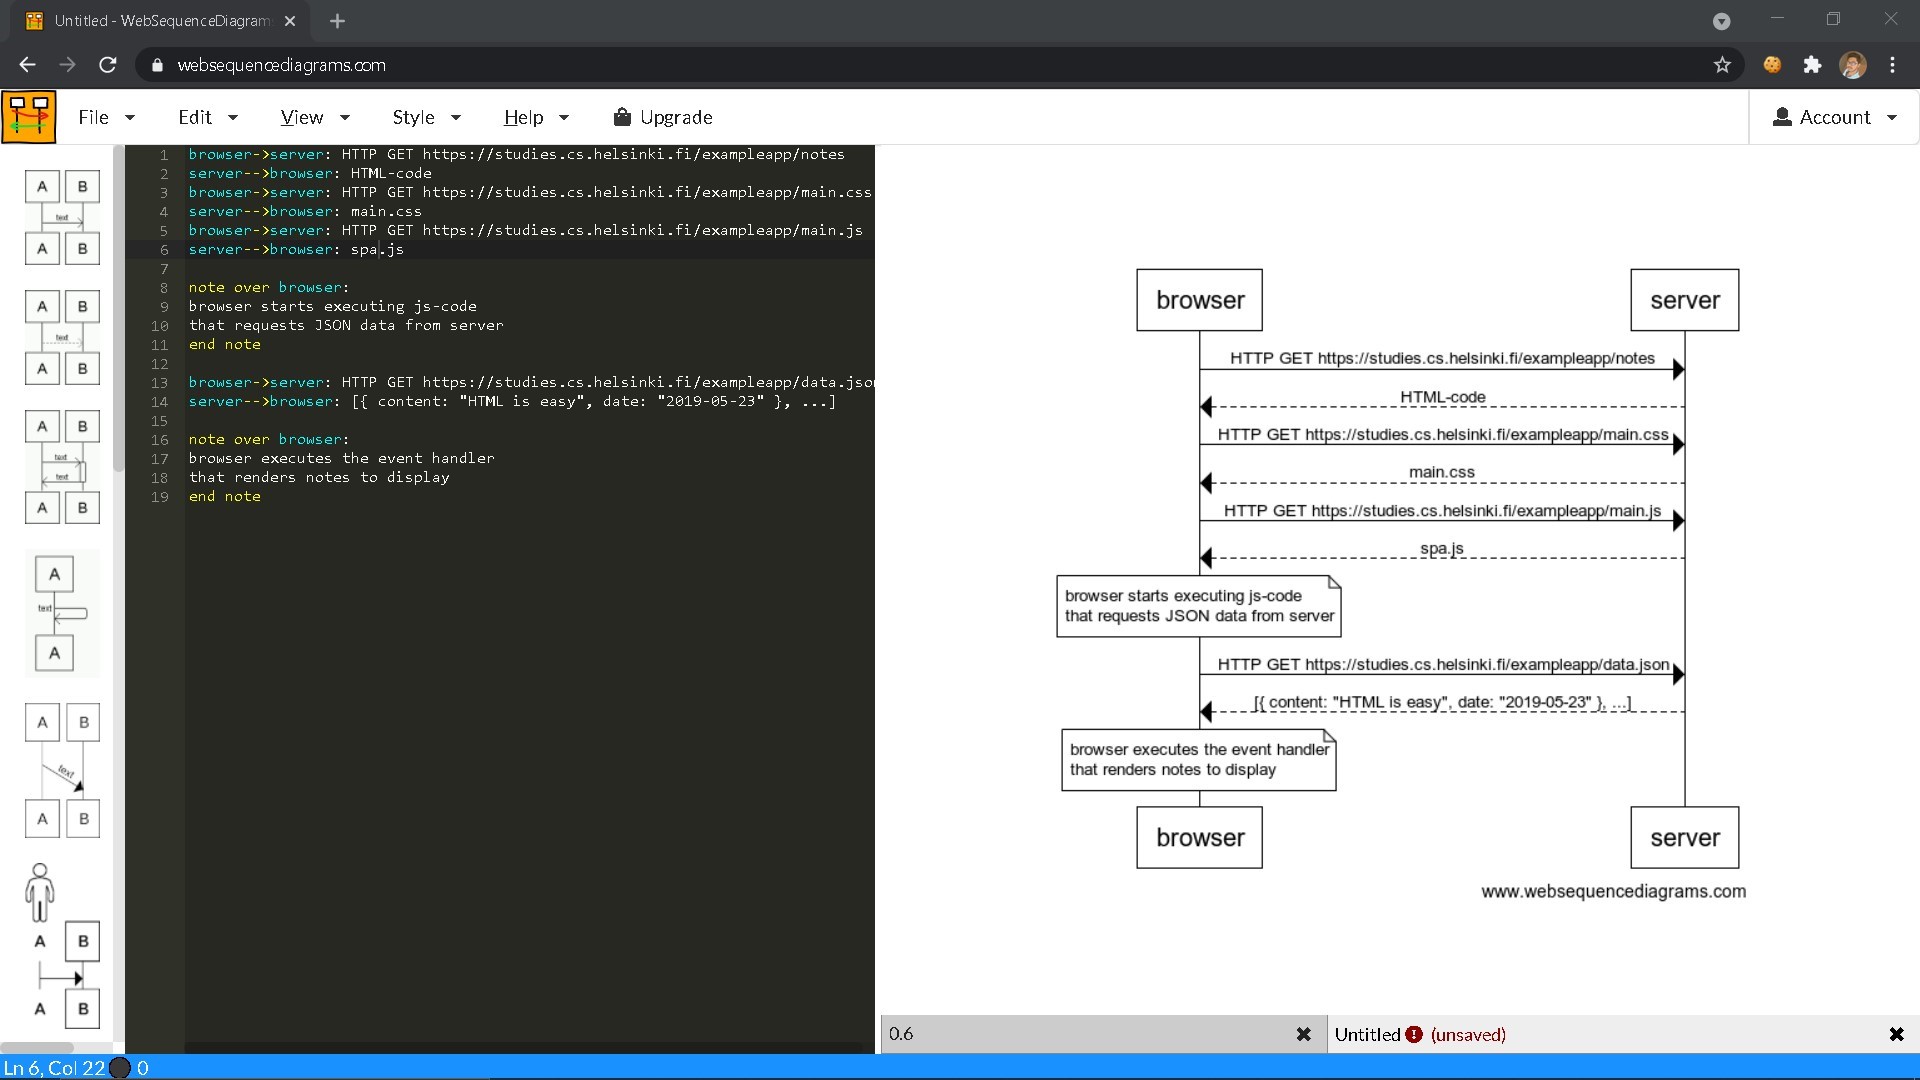 Untitled - WebSequenceDiagram
websequencediagrams.com
File Edit View Style Help Upgrade Account
A B
text
A B
A B
text
A B
A B
text
text
A B
A
text
A
A B
text
A B
A B
A B
1 browser->server: HTTP GET https://studies.cs.helsinki.fi/exampleapp/notes
2 server-->browser: HTML-code
3 browser->server: HTTP GET https://studies.cs.helsinki.fi/exampleapp/main.css
4 server-->browser: main.css
5 browser->server: HTTP GET https://studies.cs.helsinki.fi/exampleapp/main.js
6 server-->browser: spa.js
7
8 note over browser:
9 browser starts executing js-code
10 that requests JSON data from server
11 end note
12
13 browser->server: HTTP GET https://studies.cs.helsinki.fi/exampleapp/data.json
14 server-->browser: [{ content: "HTML is easy", date: "2019-05-23" }, ...]
15
16 note over browser:
17 browser executes the event handler
18 that renders notes to display
19 end note
browser server
HTTP GET https://studies.cs.helsinki.fi/exampleapp/notes
HTML-code
HTTP GET https://studies.cs.helsinki.fi/exampleapp/main.css
main.css
HTTP GET https://studies.cs.helsinki.fi/exampleapp/main.js
spa.js
browser starts executing js-code
that requests JSON data from server
HTTP GET https://studies.cs.helsinki.fi/exampleapp/data.json
[{ content: "HTML is easy", date: "2019-05-23" }, ...]
browser executes the event handler
that renders notes to display
browser server
www.websequencediagrams.com
0.6 Untitled (unsaved)
Ln 6, Col 22 0